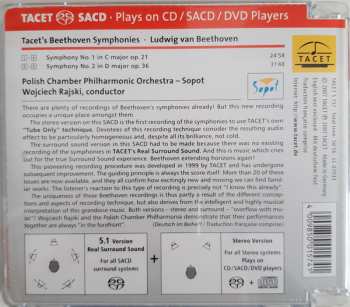 TACET SACD · Plays on CD / SACD / DVD Players
Tacet's Beethoven Symphonies · Ludwig van Beethoven
Symphony No. 1 in C major op. 21
Symphony No. 2 in D major op. 36
Polish Chamber Philharmonic Orchestra – Sopot
Wojciech Rajski, conductor
Sopot
TACET
There are plenty of recordings of Beethoven's symphonies already! But this new recording
occupies a unique place amongst them.
The stereo version on this SACD is the first recording of the symphonies to use TACET's own
"Tube Only" technique. Devotees of this recording technique consider the resulting audio
effect to be particularly homogeneous and, despite all its brilliance, not cold.
The surround sound version in this SACD had to be made because there was no existing
recording of the symphonies in TACET's Real Surround Sound. And this is music which cries
out for the true Surround Sound experience. Beethoven extending horizons again!
This pioneering recording procedure was developed in 1999 by TACET and has undergone
subsequent improvement. The guiding principle is always the score itself. More than 20 of these
issues are now available, and they all confirm how excitingly new and moving we can find famil-
iar works. The listener's reaction to this type of recording is precisely not "I know this already".
The uniqueness of those Beethoven recordings is thus partly a result of the different conceptions
and aspects of recording technique, but also derives from the intelligent and highly musical
interpretation of this grandiose music. Both versions – stereo and surround – "overflow with mu-
sic"! Wojciech Rajski and the Polish Chamber Philharmonic demonstrate that their performances
together are always "in the forefront" (Deutsch im Beiheft / Traduction française comprise)
5.1 Version
Real Surround Sound
For all SACD
surround systems
Stereo Version
For all Stereo systems
Plays on
CD/SACD/DVD players